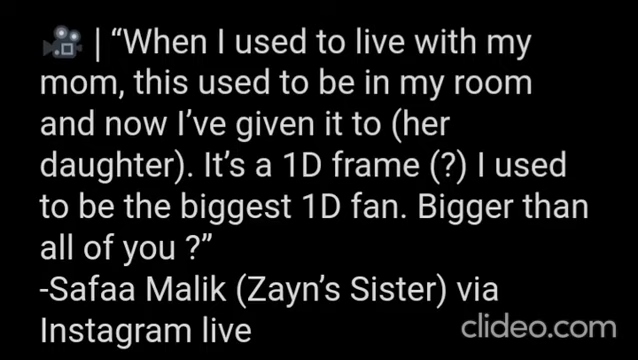 🎥 | “When I used to live with my
mom, this used to be in my room
and now I’ve given it to (her
daughter). It’s a 1D frame (?) I used
to be the biggest 1D fan. Bigger than
all of you ?”
-Safaa Malik (Zayn’s Sister) via
Instagram live
clideo.com